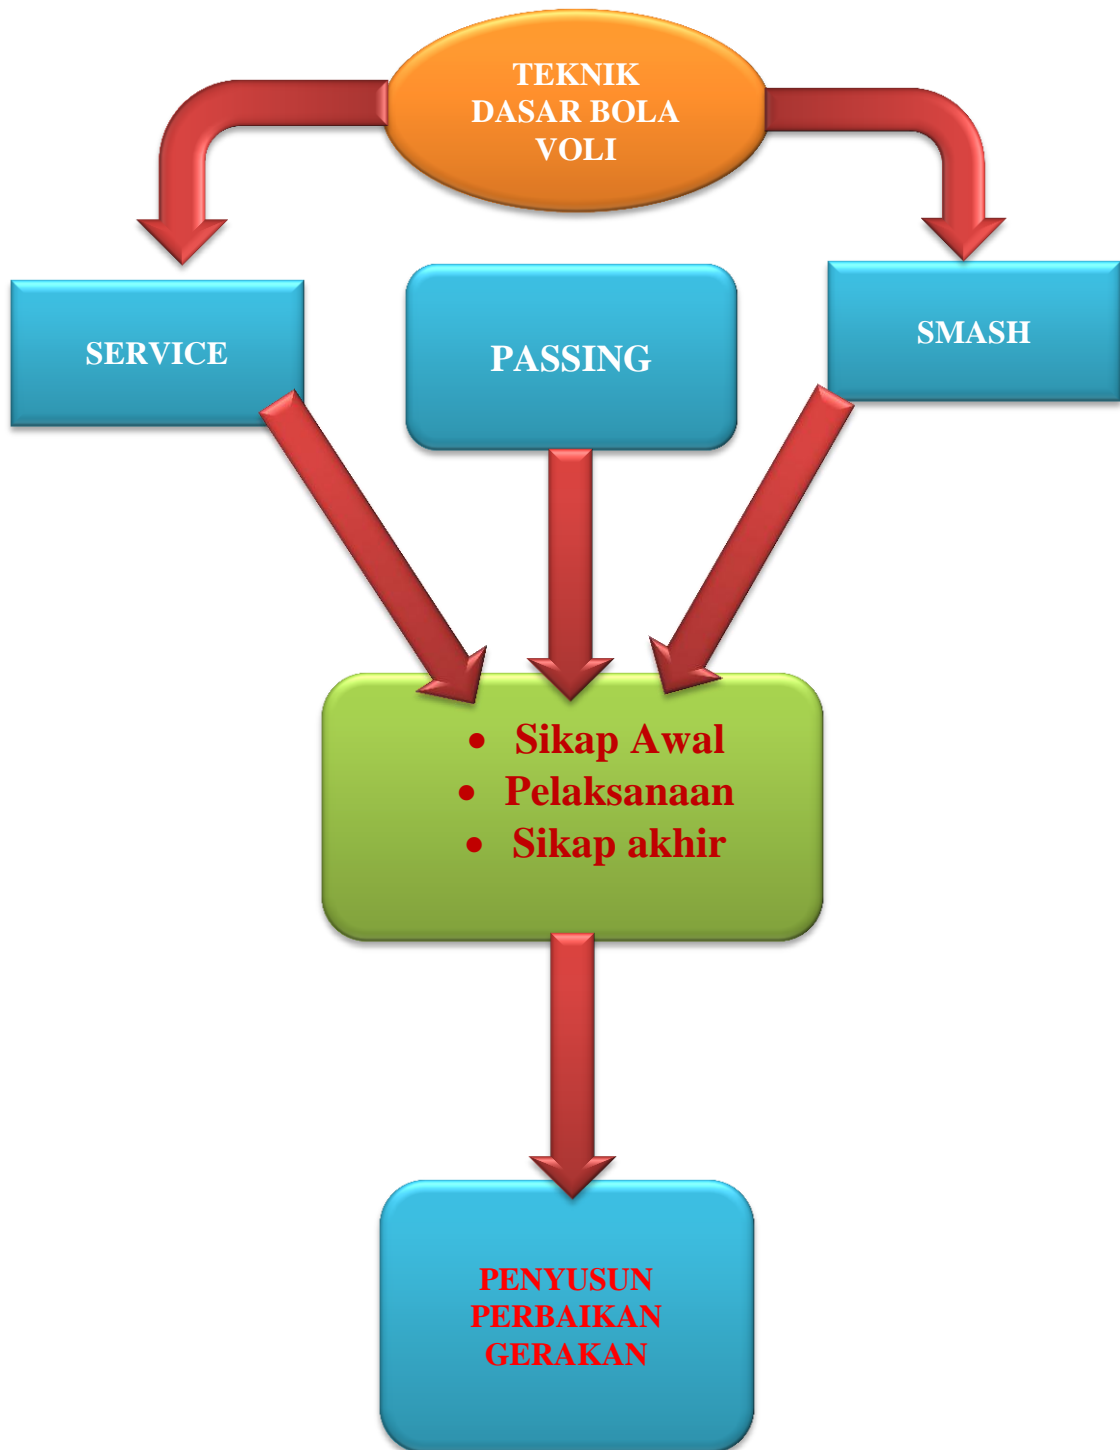 TEKNIK
DASAR BOLA
VOLI
SERVICE
PASSING
SMASH
• Sikap Awal
• Pelaksanaan
• Sikap akhir
PENYUSUN
PERBAIKAN
GERAKAN